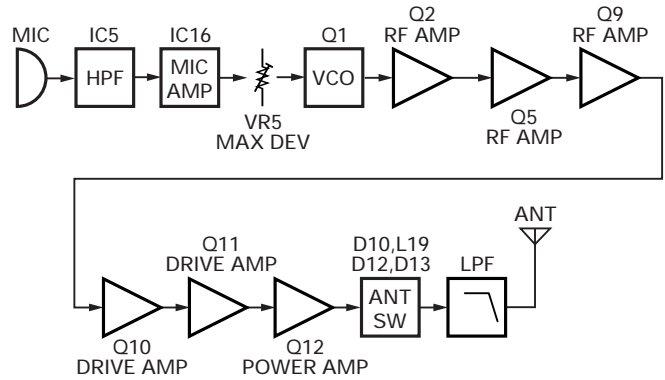 MIC
IC5
HPF
IC16
MIC
AMP
VR5
MAX DEV
Q1
VCO
Q2
RF AMP
Q5
RF AMP
Q9
RF AMP
Q10
DRIVE AMP
Q11
DRIVE AMP
Q12
POWER AMP
D10,L19
D12,D13
ANT
SW
LPF
ANT